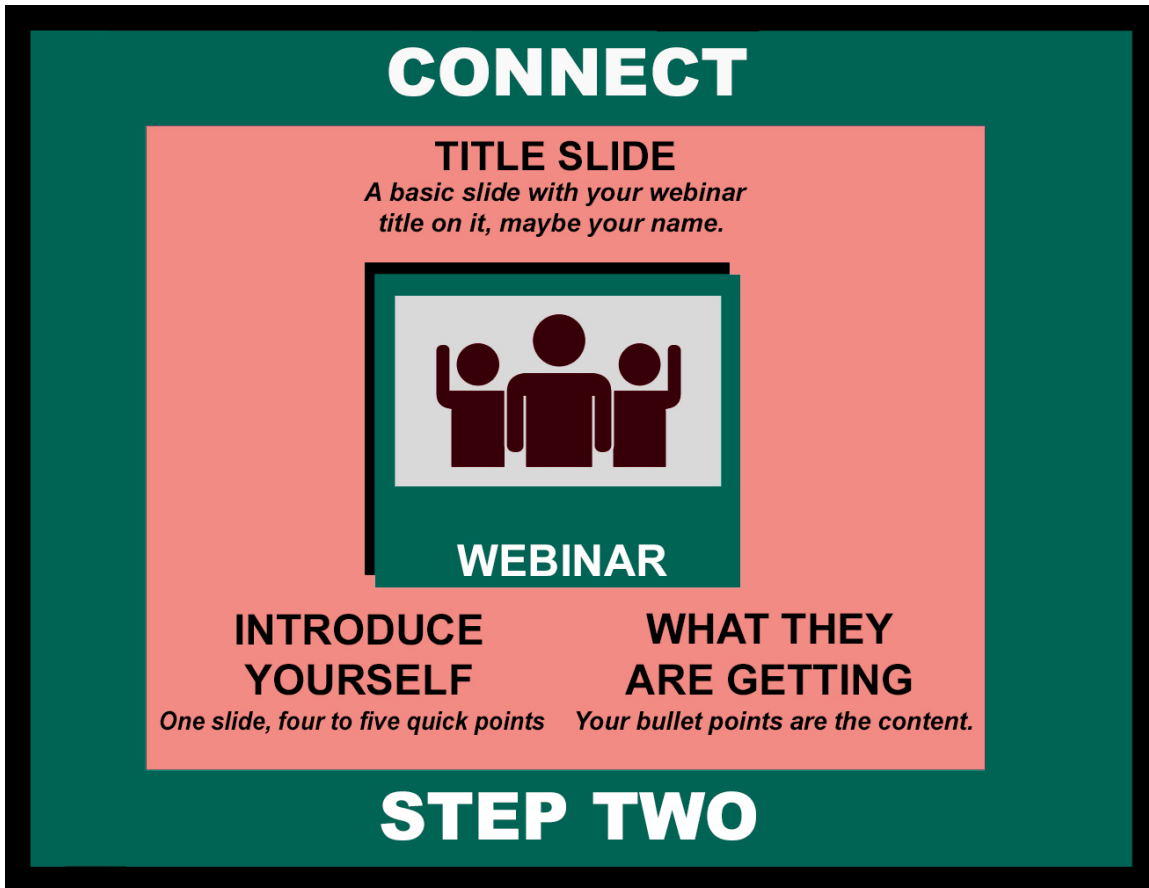 CONNECT
TITLE SLIDE
A basic slide with your webinar
title on it, maybe your name.
WEBINAR
INTRODUCE
YOURSELF
One slide, four to five quick points
WHAT THEY
ARE GETTING
Your bullet points are the content.
STEP TWO